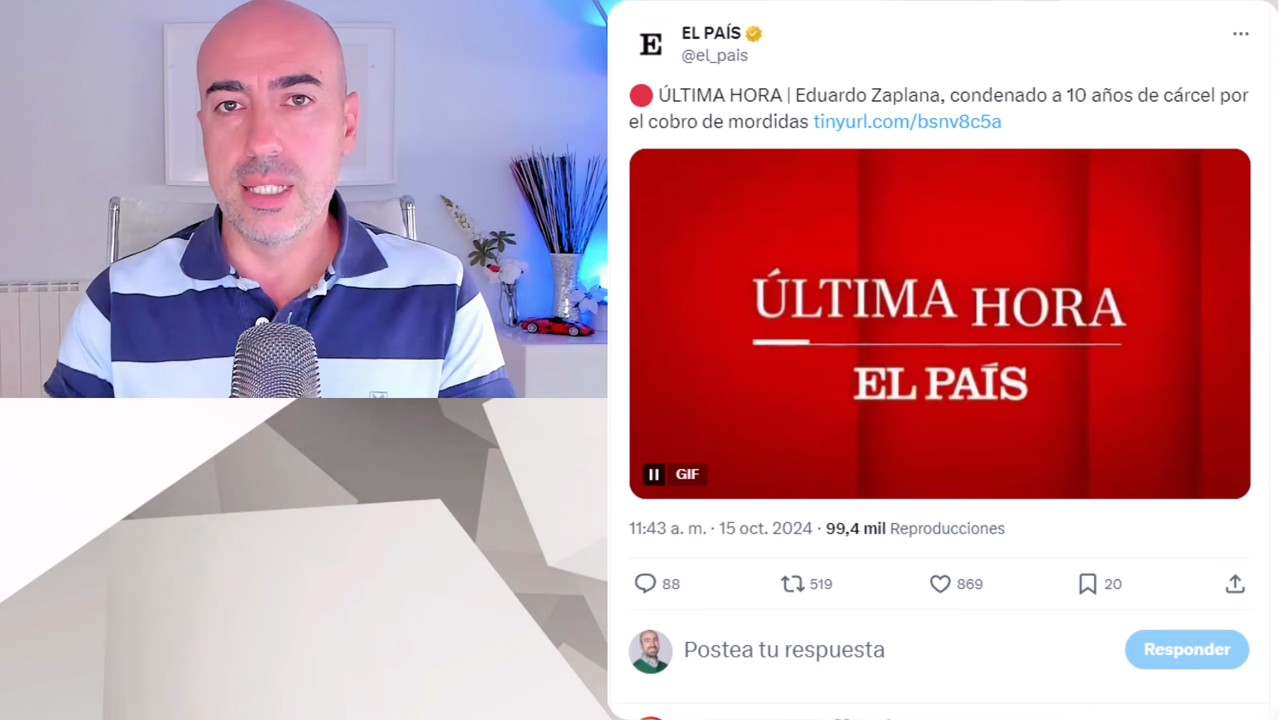 EL PAÍS
@el_pais
ÚLTIMA HORA | Eduardo Zaplana, condenado a 10 años de cárcel por
el cobro de mordidas tinyurl.com/bsnv8c5a
ÚLTIMA HORA
EL PAÍS
GIF
11:43 a. m. · 15 oct. 2024 · 99,4 mil Reproducciones
88 519 869 20
Postea tu respuesta
Responder